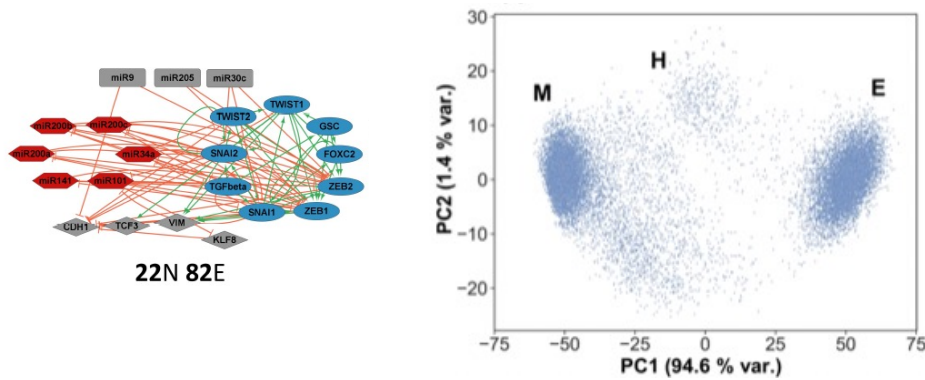 miR9
miR205
miR30c
TWIST1
TWIST2
GSC
miR200b
miR200c
FOXC2
SNAI2
miR200a
miR34a
ZEB2
TGFbeta
miR141
miR101
SNAI1
ZEB1
CDH1
TCF3
VIM
KLF8
22N 82E
PC2 (1.4 % var.)
30
20
10
0
−10
−20
M
H
E
−75
−50
−25
0
25
50
75
PC1 (94.6 % var.)